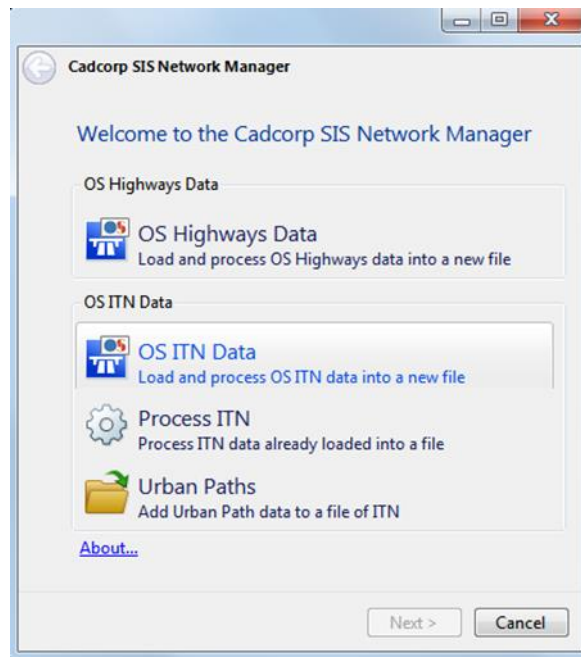 Cadcorp SIS Network Manager
Welcome to the Cadcorp SIS Network Manager
OS Highways Data
OS Highways Data
Load and process OS Highways data into a new file
OS ITN Data
OS ITN Data
Load and process OS ITN data into a new file
Process ITN
Process ITN data already loaded into a file
Urban Paths
Add Urban Path data to a file of ITN
About...
Next > Cancel